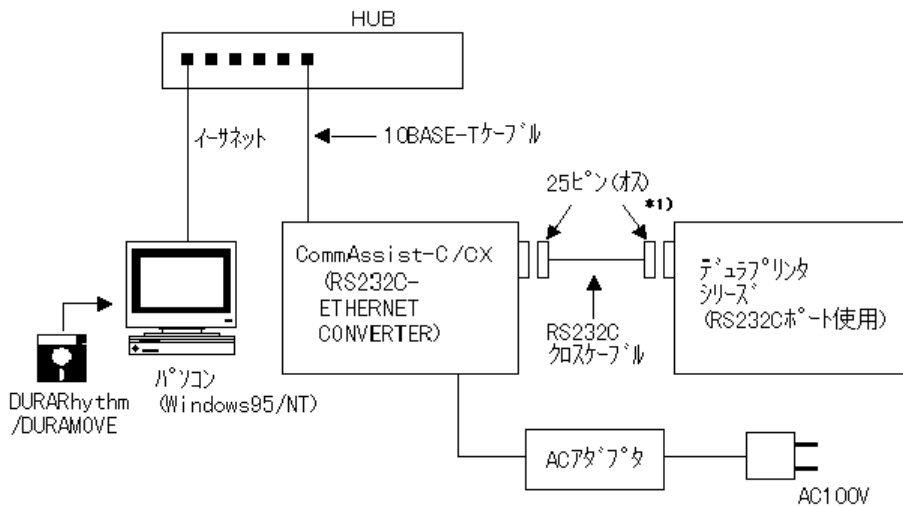 HUB
イーサネット
10BASE-Tケーブル
25ピン(オス)
*1)
CommAssist-C/CX
(RS232C-
ETHERNET
CONVERTER)
デュラプリンタ
シリーズ
(RS232Cポート使用)
RS232C
クロスケーブル
パソコン
(Windows95/NT)
DURARhythm
/DURAMOVE
ACアダプタ
AC100V